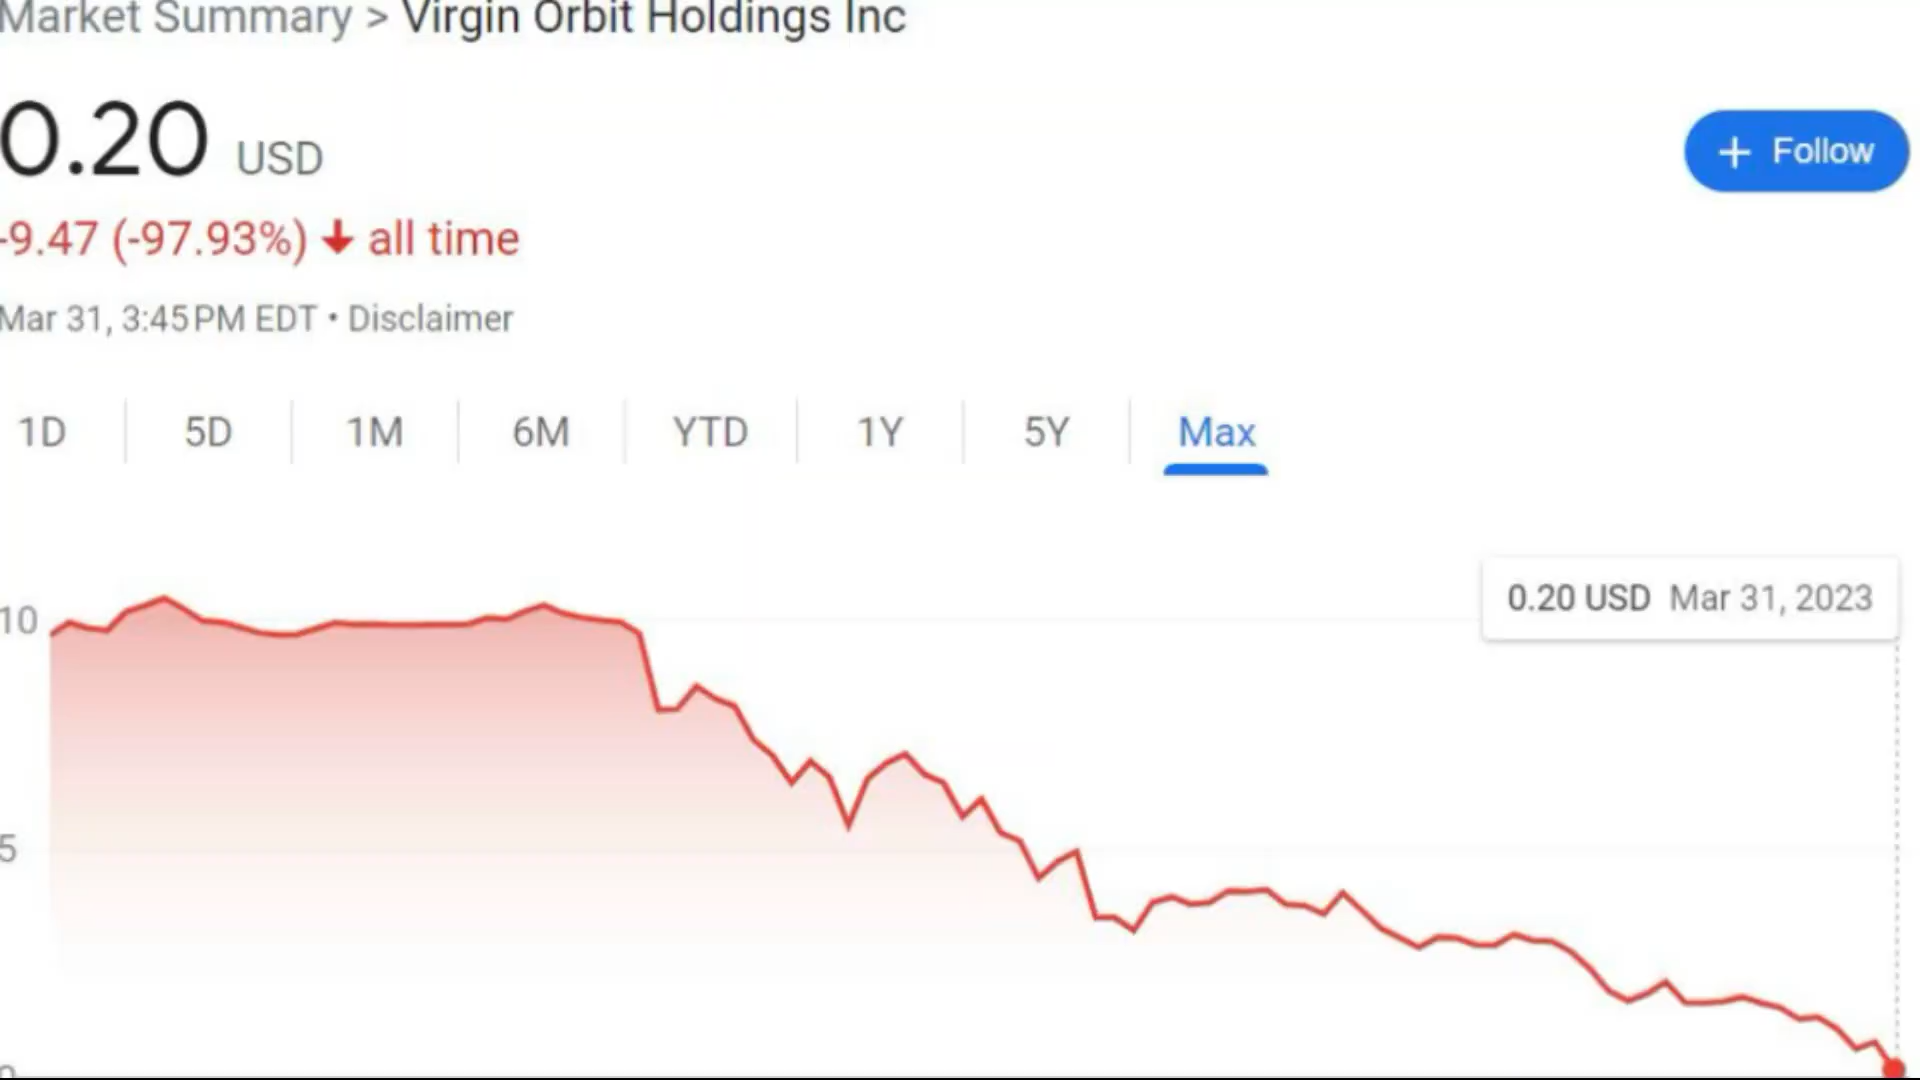 Market Summary > Virgin Orbit Holdings Inc
0.20 USD
+ Follow
-9.47 (-97.93%) ↓ all time
Mar 31, 3:45 PM EDT • Disclaimer
1D 5D 1M 6M YTD 1Y 5Y Max
0.20 USD Mar 31, 2023
10
5
0